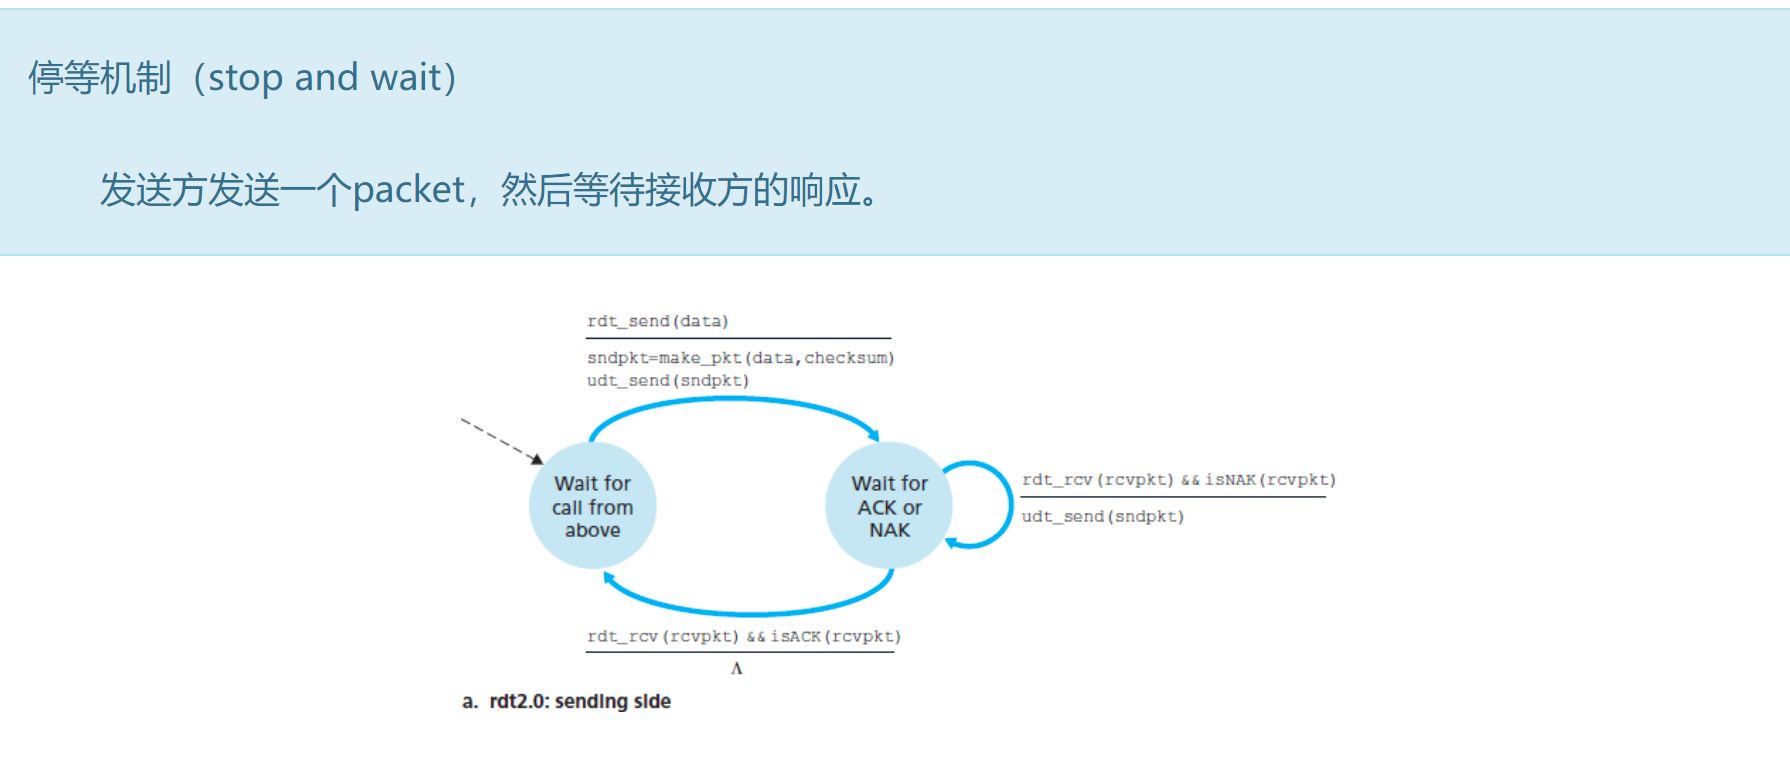 停等机制（stop and wait）
发送方发送一个packet，然后等待接收方的响应。
rdt_send(data)
sndpkt=make_pkt(data,checksum)
udt_send(sndpkt)
Wait for
call from
above
Wait for
ACK or
NAK
rdt_rcv(rcvpkt)&&isNAK(rcvpkt)
udt_send(sndpkt)
rdt_rcv(rcvpkt)&&isACK(rcvpkt)
Λ
a. rdt2.0: sending side